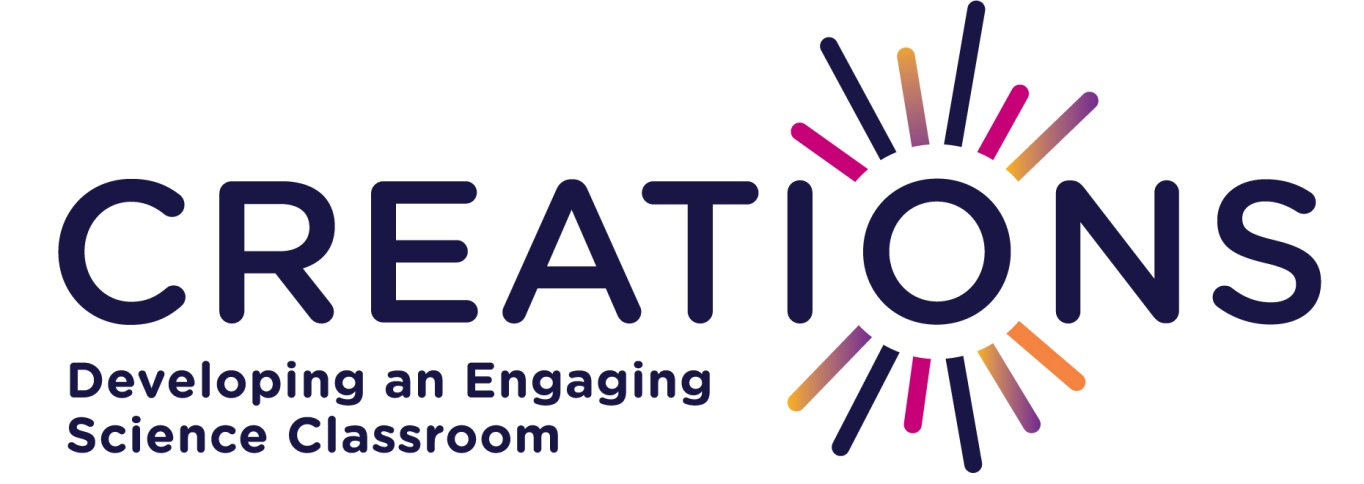 CREATIONS
Developing an Engaging
Science Classroom